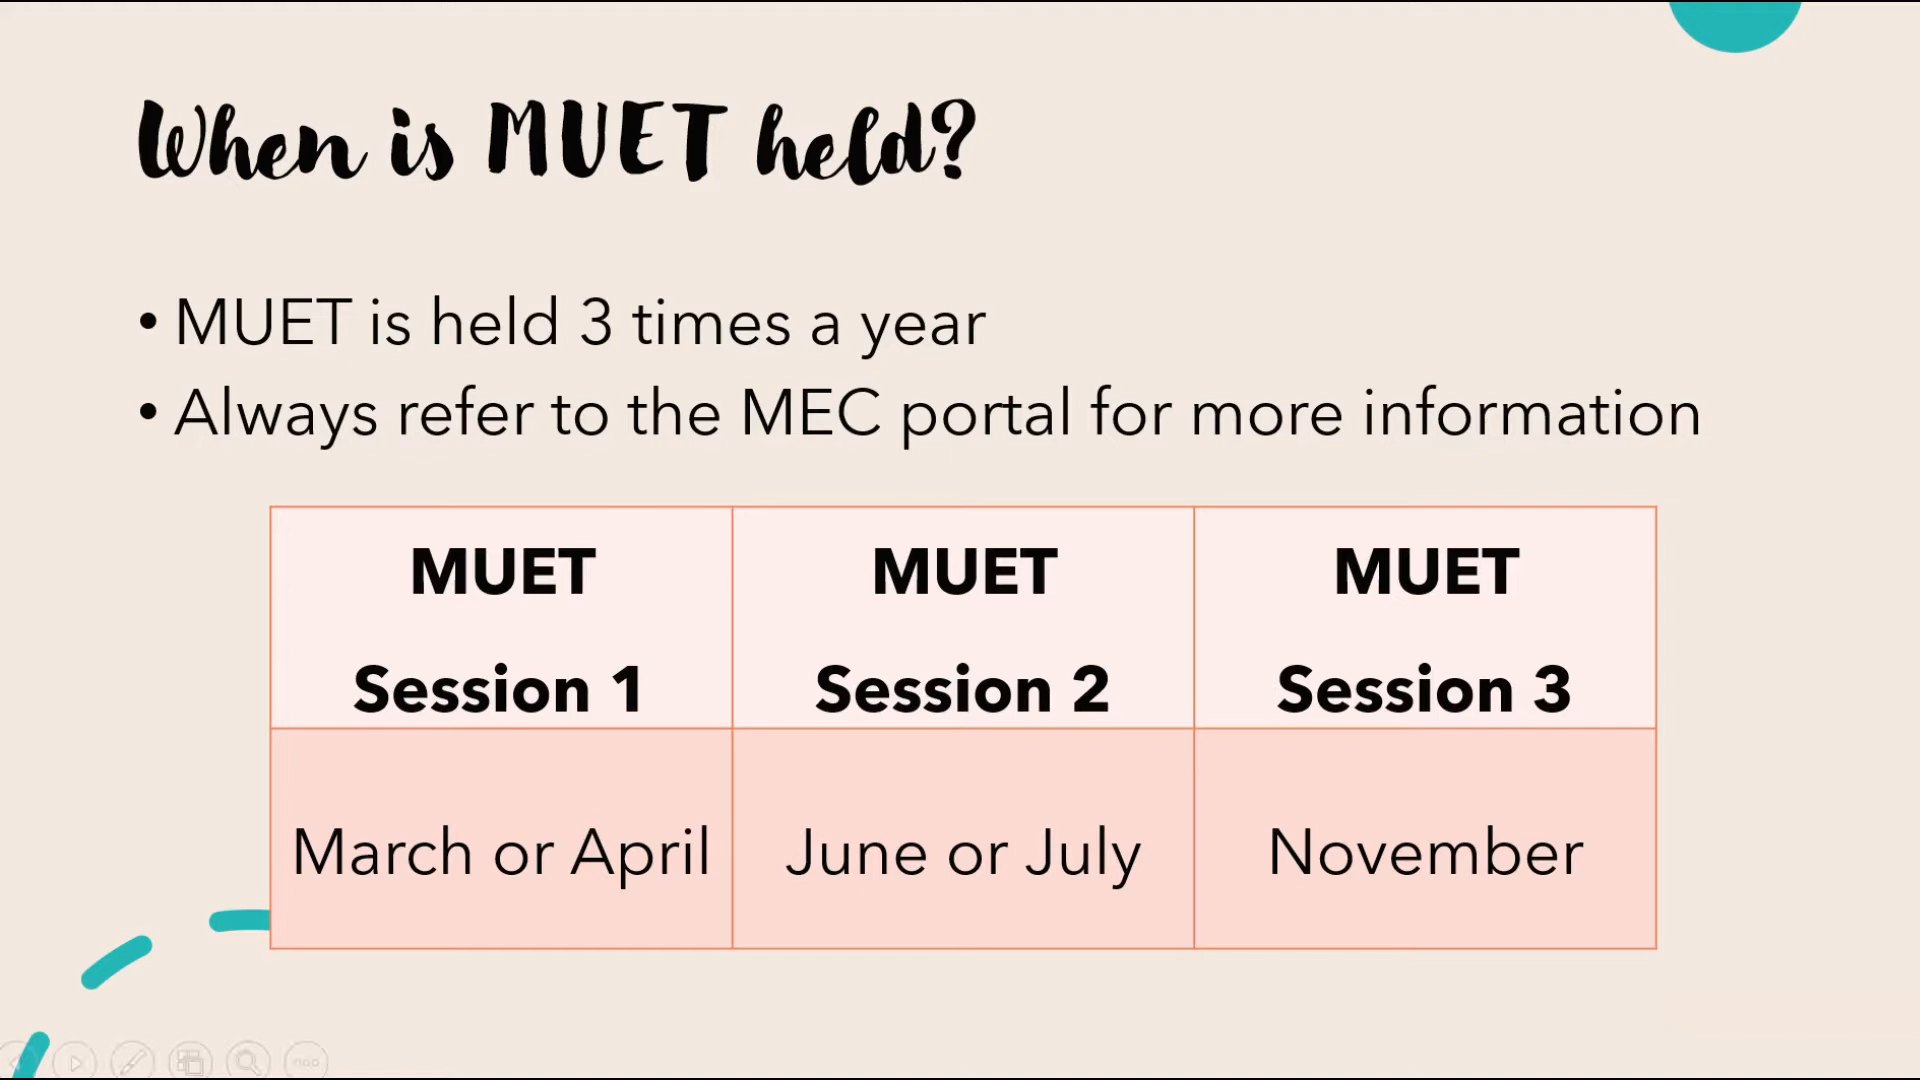 When is MUET held?
• MUET is held 3 times a year
• Always refer to the MEC portal for more information
MUET MUET MUET
Session 1 Session 2 Session 3
March or April June or July November